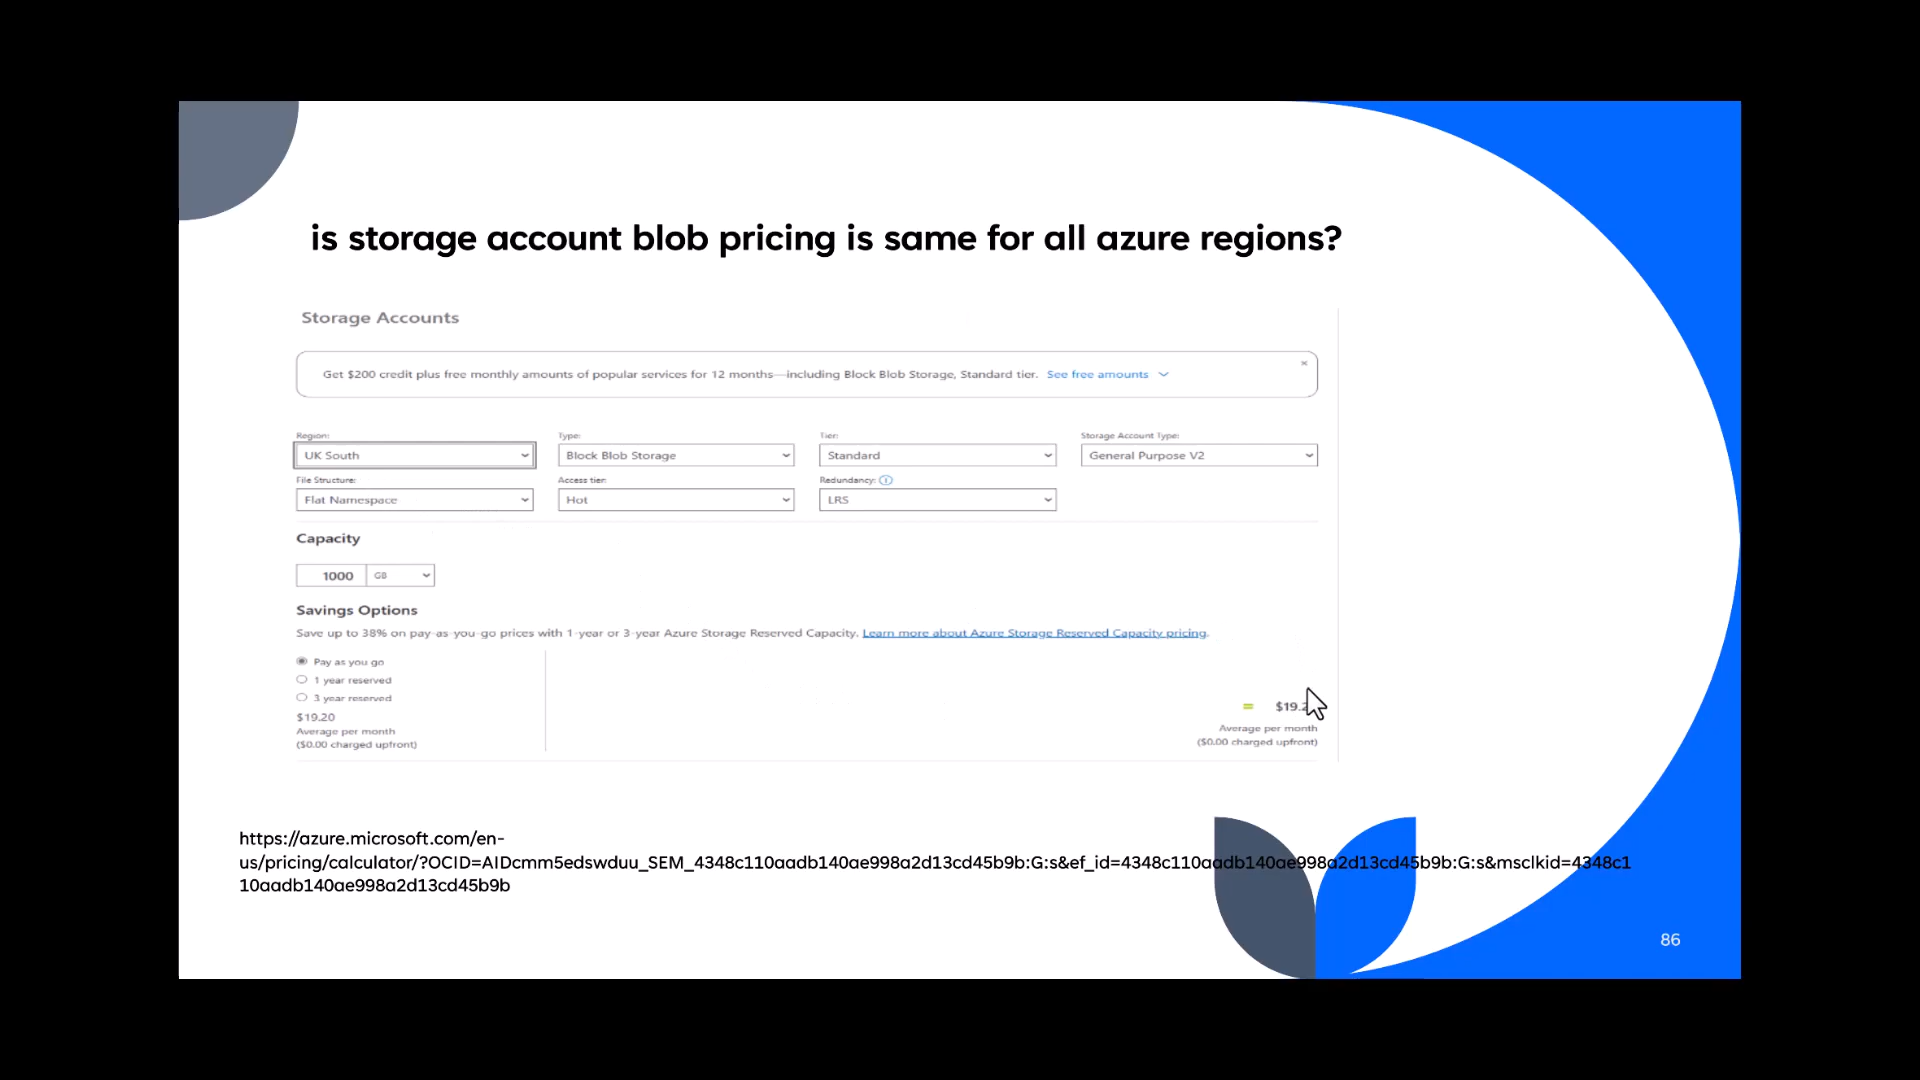 is storage account blob pricing is same for all azure regions?
Storage Accounts
Get $200 credit plus free monthly amounts of popular services for 12 months—including Block Blob Storage, Standard tier. See free amounts
Region: Type: Tier: Storage Account Type:
UK South Block Blob Storage Standard General Purpose V2
File Structure: Access tier: Redundancy:
Flat Namespace Hot LRS
Capacity
1000 GB
Savings Options
Save up to 38% on pay-as-you-go prices with 1-year or 3-year Azure Storage Reserved Capacity. Learn more about Azure Storage Reserved Capacity pricing.
Pay as you go
1 year reserved
3 year reserved
$19.20
Average per month
($0.00 charged upfront)
=
Average per month
($0.00 charged upfront)
https://azure.microsoft.com/en-
us/pricing/calculator/?OCID=AIDcmm5edswduu_SEM_4348c110aadb140ae998a2d13cd45b9b:G:s&ef_id=4348c110aadb140ae998a2d13cd45b9b:G:s&msclkid=4348c1
10aadb140ae998a2d13cd45b9b
86